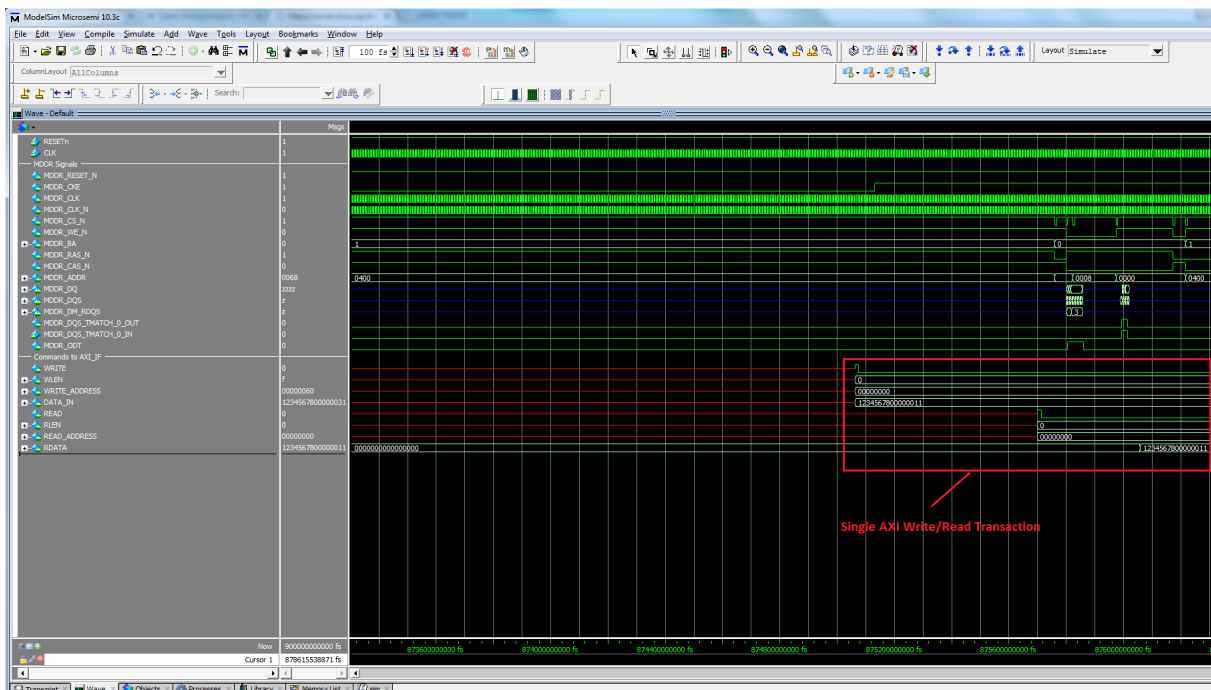 ModelSim Microsemi 10.3c
File Edit View Compile Simulate Add Wave Tools Layout Bookmarks Window Help
100 fs
Layout Simulate
ColumnLayout AllColumns
Search:
Wave - Default
Msgs
RESETn 1
CLK 1
MDDR Signals
MDDR_RESET_N 1
MDDR_CKE 1
MDDR_CLK 1
MDDR_CLK_N 0
MDDR_CS_N 1
MDDR_WE_N 0
MDDR_BA 0 1 0 1
MDDR_RAS_N 1
MDDR_CAS_N 0
MDDR_ADDR 0068 0400 0008 0000 0400
MDDR_DQ zzzz
MDDR_DQS z
MDDR_DM_RDQS z 3
MDDR_DQS_TMATCH_0_OUT 0
MDDR_DQS_TMATCH_0_IN 0
MDDR_ODT 0
Commands to AXI_IF
WRITE 0
WLEN f 0
WRITE_ADDRESS 00000060 00000000
DATA_IN 1234567800000031 1234567800000011
READ 0
RLEN 0 0
READ_ADDRESS 00000000 00000000
RDATA 1234567800000011 0000000000000000 1234567800000011
Single AXI Write/Read Transaction
Now 900000000000 fs
873600000000 fs 874000000000 fs 874400000000 fs 874800000000 fs 875200000000 fs 875600000000 fs 876000000000 fs
Cursor 1 878615538871 fs
Transcript Wave Objects Processes Library Memory List sim